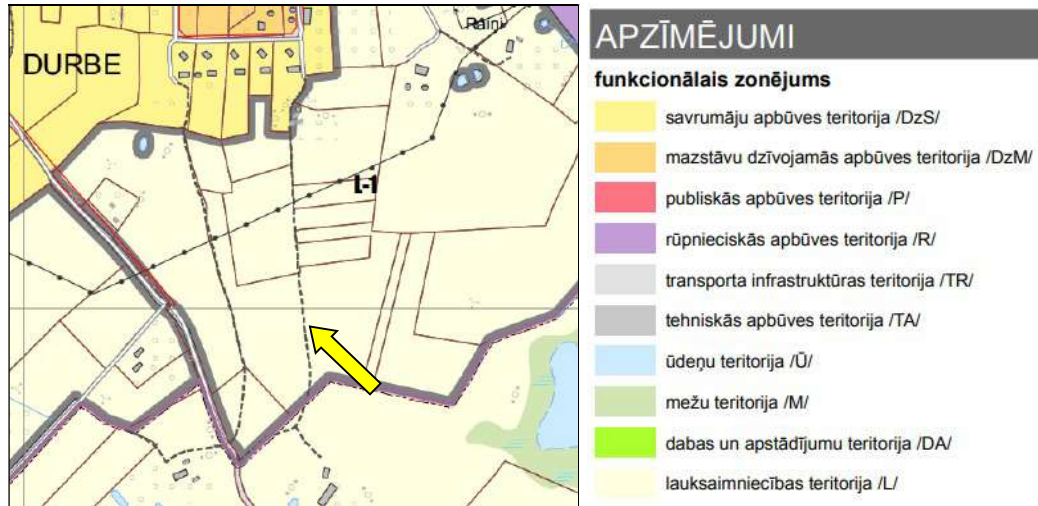 Raiņi
DURBE
L-1
APZĪMĒJUMI
funkcionālais zonējums
savrumāju apbūves teritorija /DzS/
mazstāvu dzīvojamās apbūves teritorija /DzM/
publiskās apbūves teritorija /P/
rūpnieciskās apbūves teritorija /R/
transporta infrastruktūras teritorija /TR/
tehniskās apbūves teritorija /TA/
ūdeņu teritorija /Ū/
mežu teritorija /M/
dabas un apstādījumu teritorija /DA/
lauksaimniecības teritorija /L/